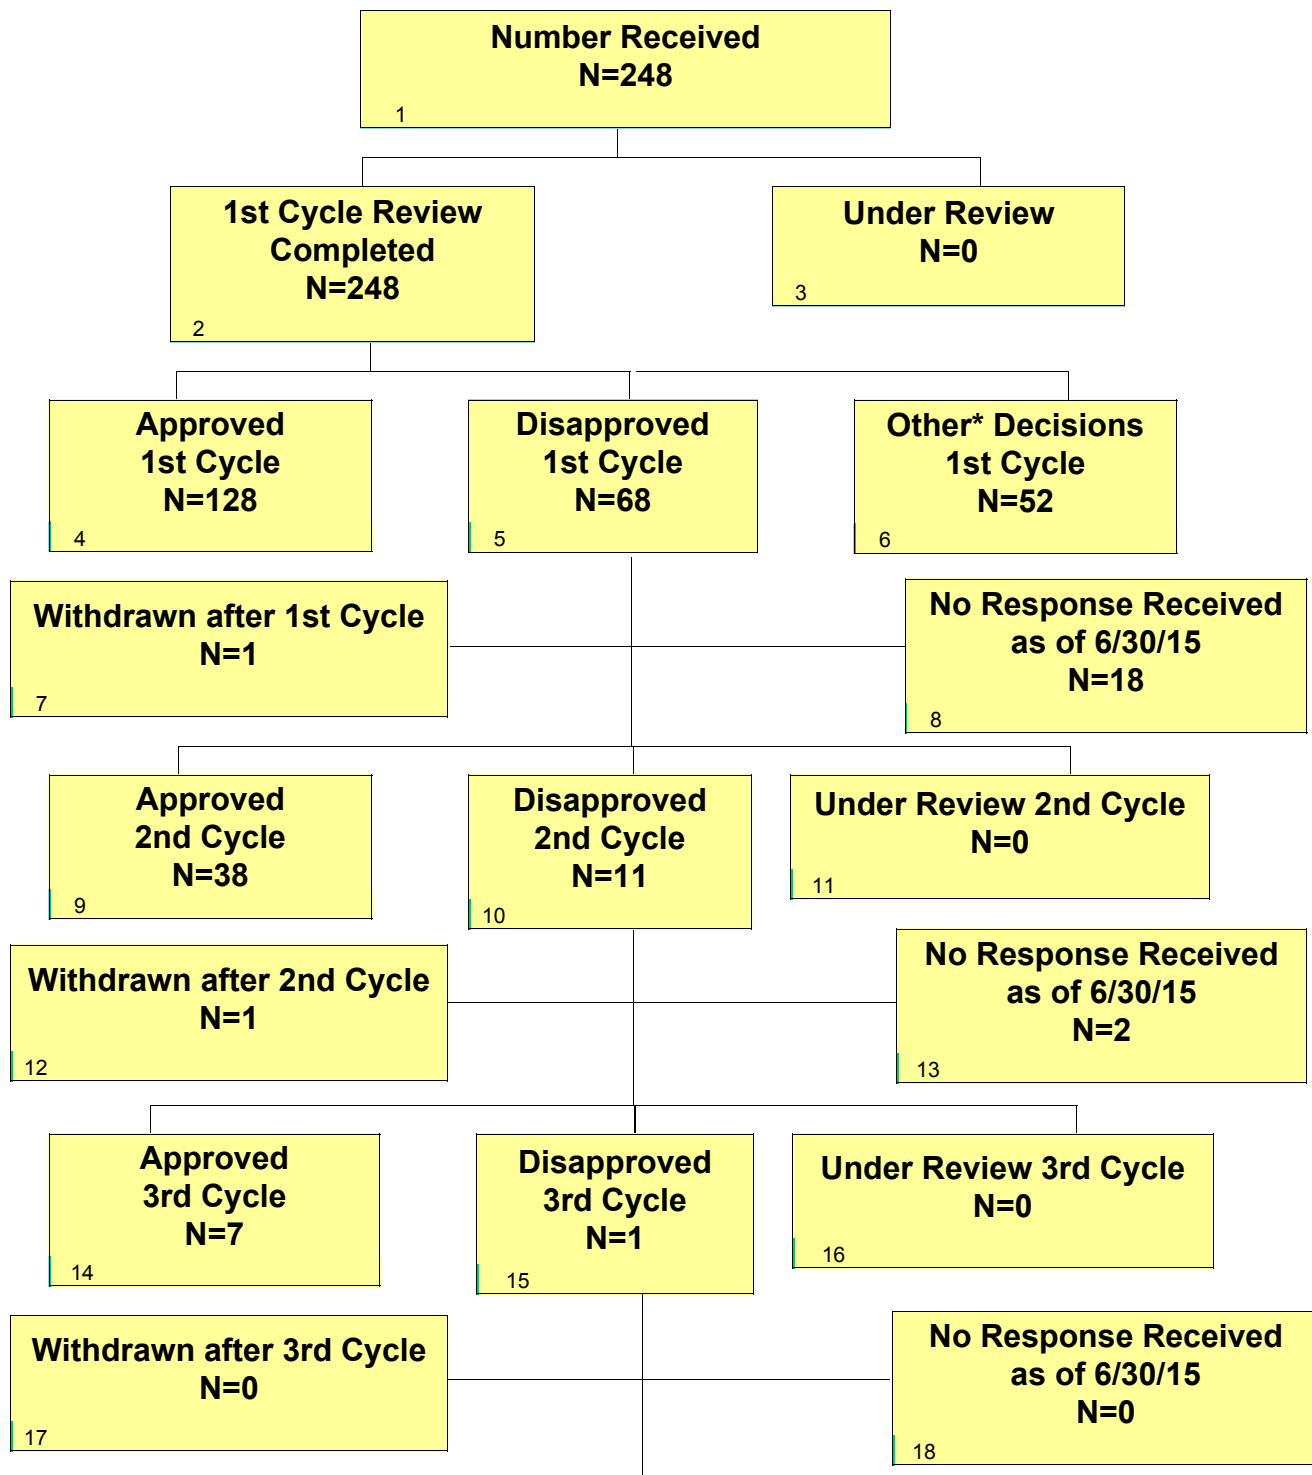 Number Received
N=248
1
1st Cycle Review
Completed
N=248
2
Under Review
N=0
3
Approved
1st Cycle
N=128
4
Disapproved
1st Cycle
N=68
5
Other* Decisions
1st Cycle
N=52
6
Withdrawn after 1st Cycle
N=1
7
No Response Received
as of 6/30/15
N=18
8
Approved
2nd Cycle
N=38
9
Disapproved
2nd Cycle
N=11
10
Under Review 2nd Cycle
N=0
11
Withdrawn after 2nd Cycle
N=1
12
No Response Received
as of 6/30/15
N=2
13
Approved
3rd Cycle
N=7
14
Disapproved
3rd Cycle
N=1
15
Under Review 3rd Cycle
N=0
16
Withdrawn after 3rd Cycle
N=0
17
No Response Received
as of 6/30/15
N=0
18